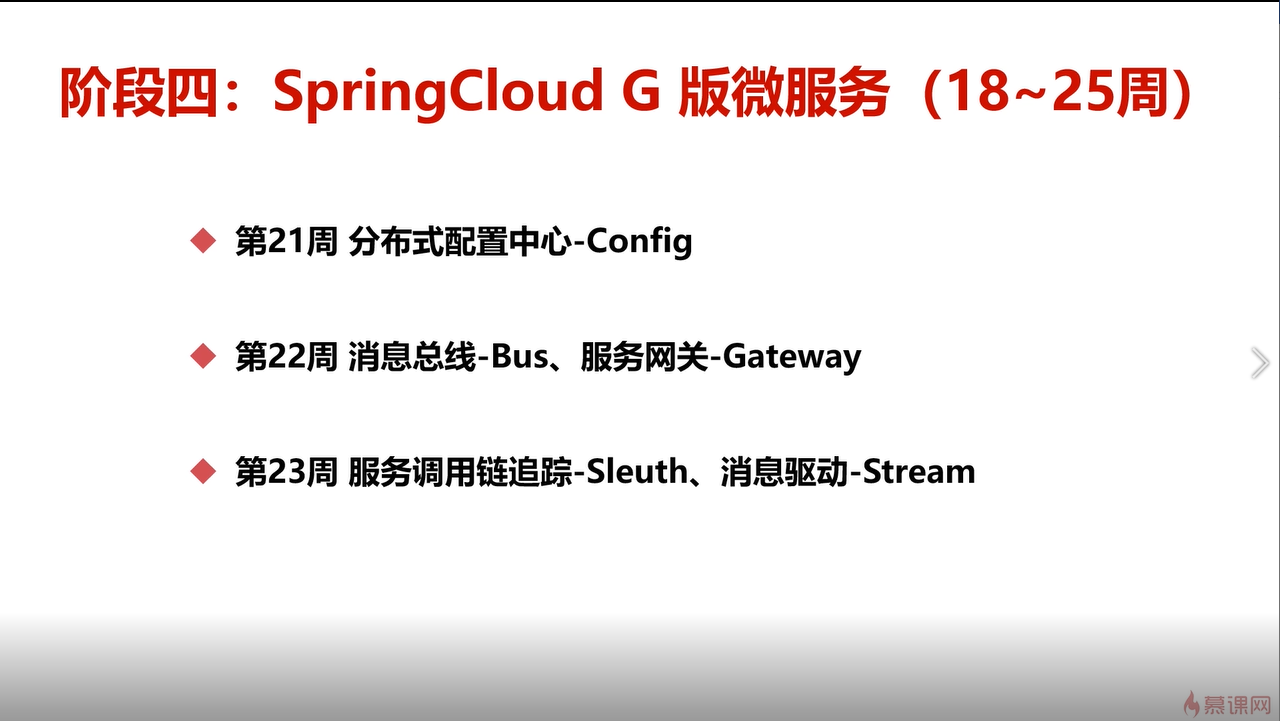 阶段四：SpringCloud G 版微服务（18~25周）
第21周 分布式配置中心-Config
第22周 消息总线-Bus、服务网关-Gateway
第23周 服务调用链追踪-Sleuth、消息驱动-Stream
慕课网